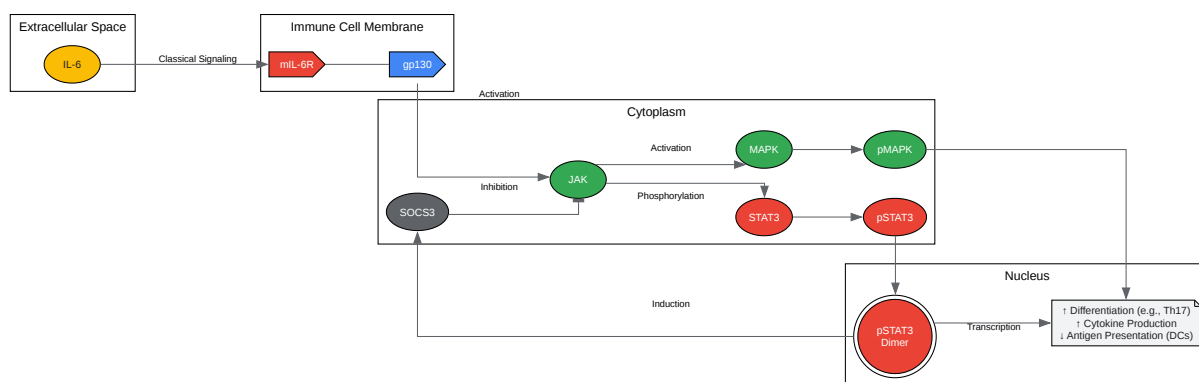 Extracellular Space
IL-6
Classical Signaling
Immune Cell Membrane
mIL-6R
gp130
Activation
Cytoplasm
Activation
MAPK
pMAPK
Inhibition
JAK
Phosphorylation
SOCS3
STAT3
pSTAT3
Nucleus
Induction
pSTAT3
Dimer
Transcription
↑ Differentiation (e.g., Th17)
↑ Cytokine Production
↓ Antigen Presentation (DCs)